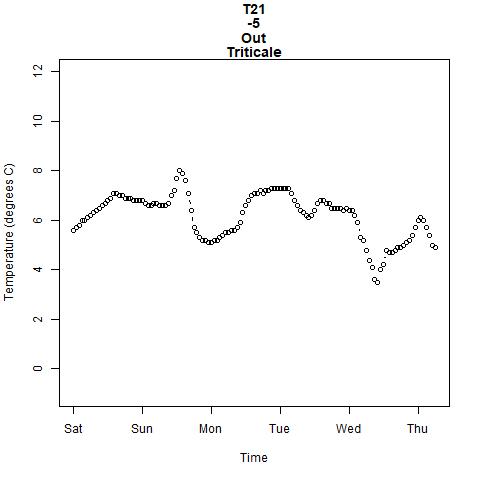 T21
-5
Out
Triticale
Temperature (degrees C)
12
10
8
6
4
2
0
Sat Sun Mon Tue Wed Thu
Time